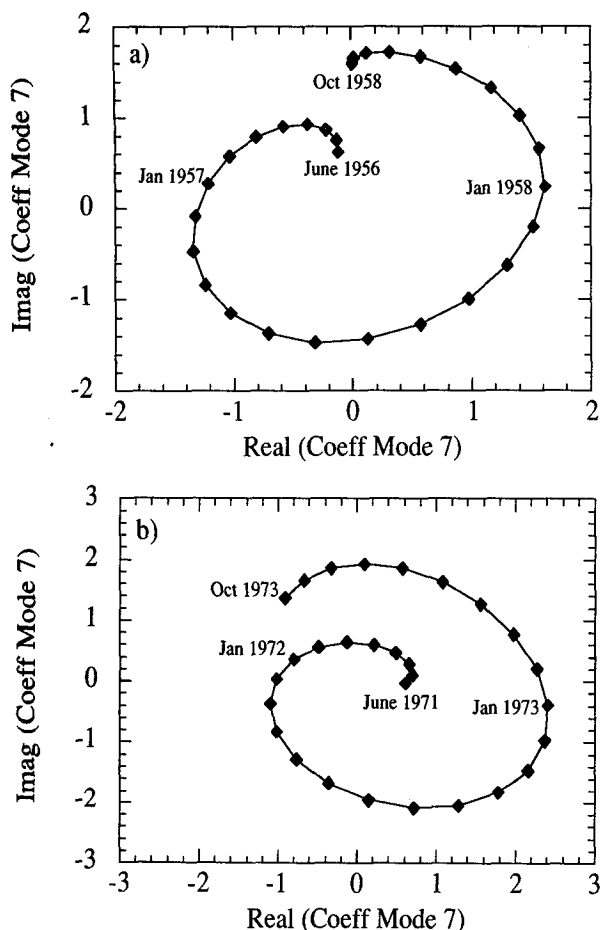 a)
2
1
0
-1
-2
Imag (Coeff Mode 7)
Oct 1958
Jan 1957
June 1956
Jan 1958
-2 -1 0 1 2
Real (Coeff Mode 7)
b)
3
2
1
0
-1
-2
-3
Imag (Coeff Mode 7)
Oct 1973
Jan 1972
June 1971
Jan 1973
-3 -2 -1 0 1 2 3
Real (Coeff Mode 7)